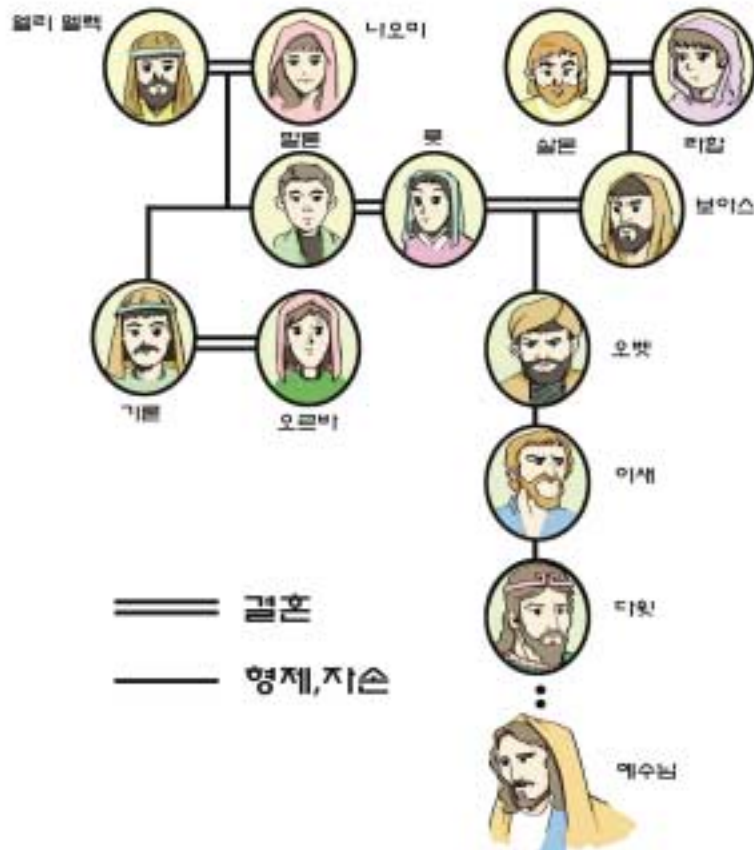 엘리 멜렉
나오미
말론
룻
살몬
라합
보아스
기룐
오르바
오벳
이새
다윗
결혼
형제,자손
예수님